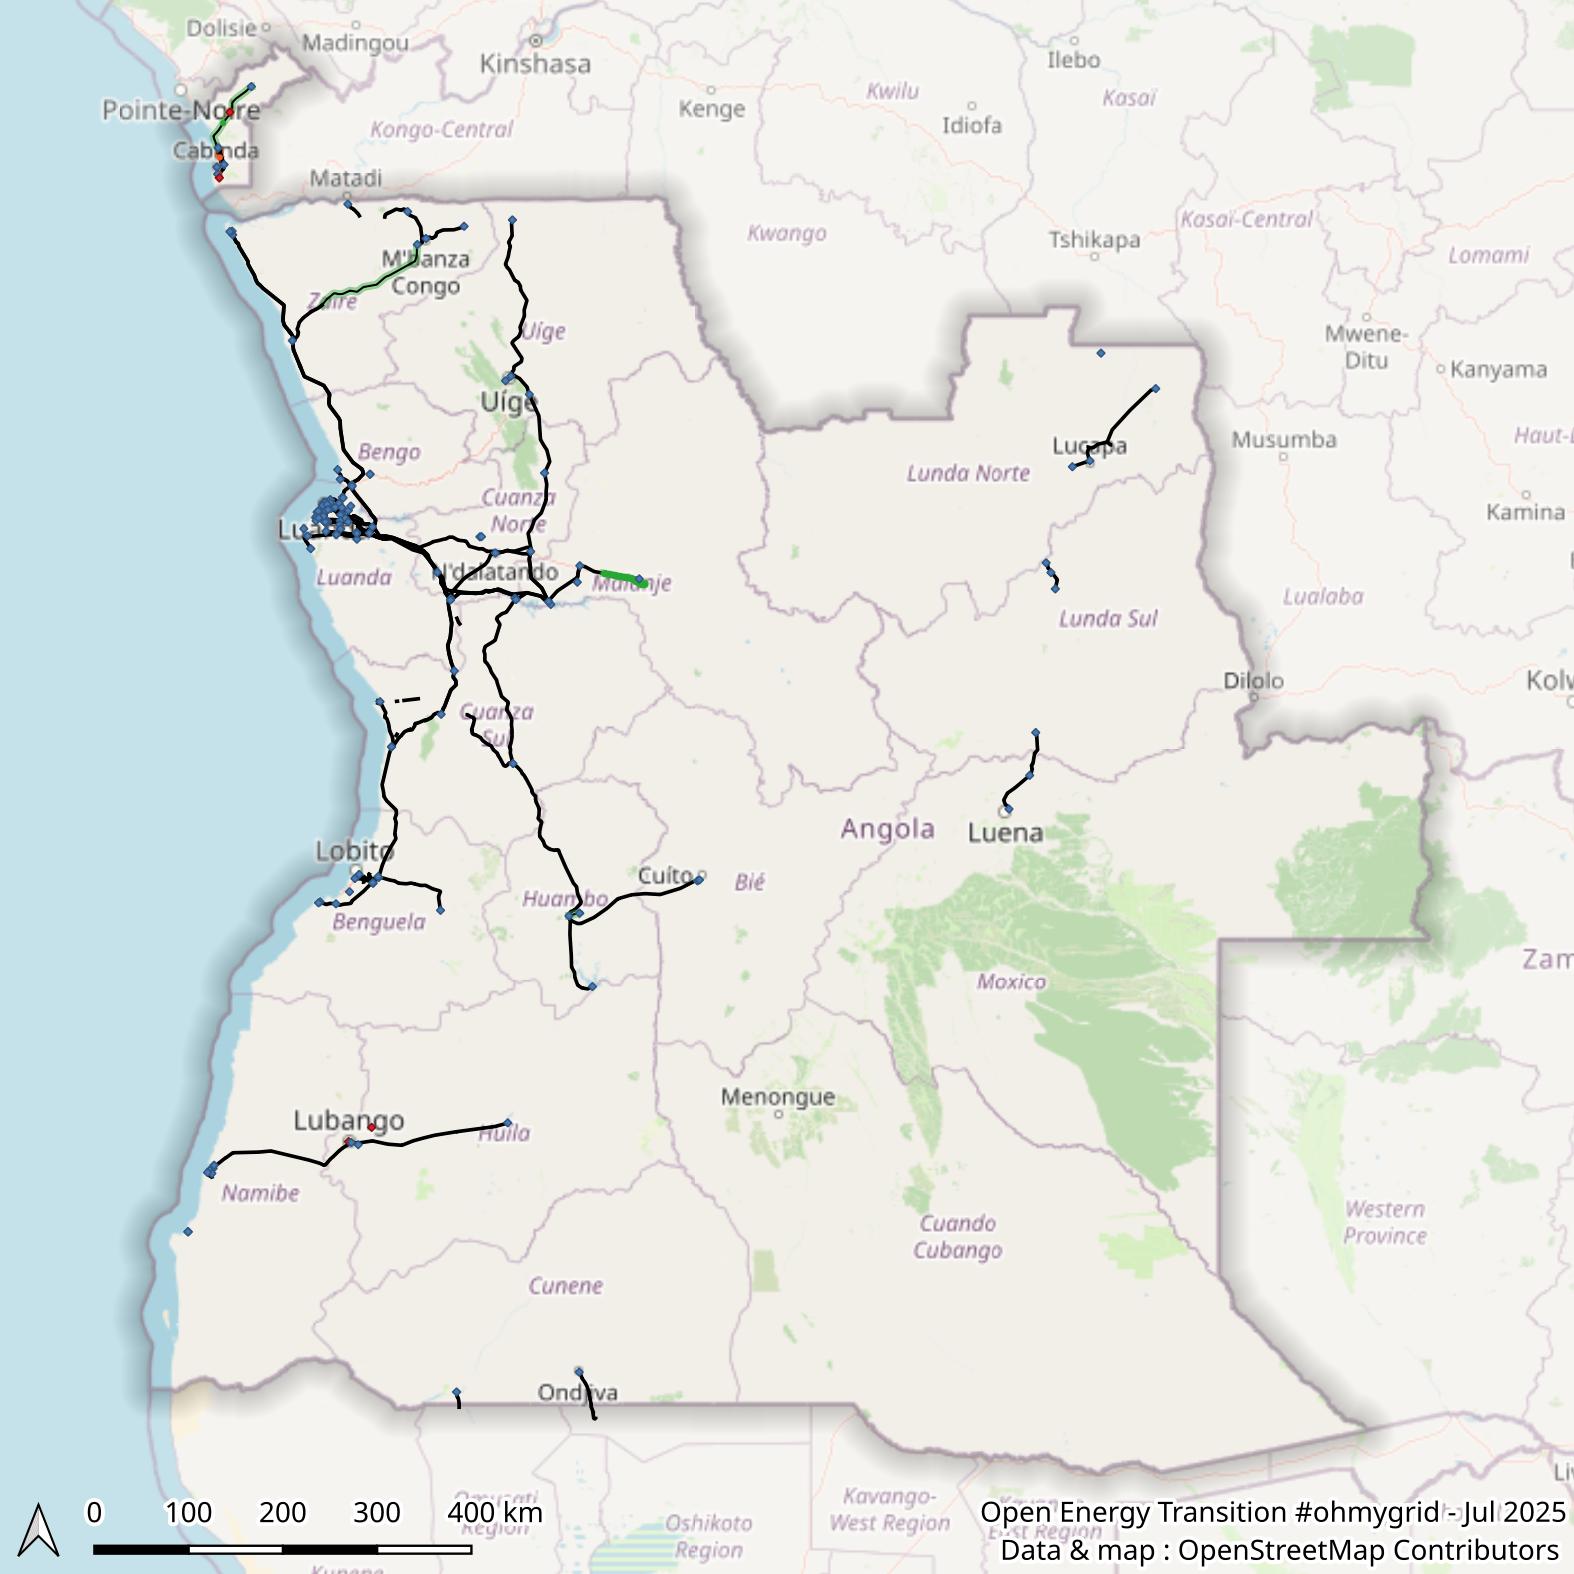 Dolisie
Madingou
Kinshasa
Ilebo
Pointe-Noire
Kenge
Kwilu
Kasaï
Kongo-Central
Idiofa
Cabinda
Matadi
Kasaï-Central
Kwango
Tshikapa
Lomami
M'banza
Congo
Zaire
Uíge
Mwene-
Ditu
Kanyama
Uíge
Bengo
Lucapa
Musumba
Haut-L
Lunda Norte
Cuanza
Norte
Kamina
Luanda
N'dalatando
Luanda
Malanje
Lualaba
Lunda Sul
Dilolo
Kolw
Cuanza
Sul
Angola
Luena
Lobito
Cuíto
Bié
Huambo
Benguela
Zam
Moxico
Menongue
Lubango
Huíla
Namibe
Western
Province
Cuando
Cubango
Cunene
Ondjiva
0 100 200 300 400 km
Omusati
Region
Oshikoto
Region
Kavango-
West Region
East Region
Liv
Kunene
Open Energy Transition #ohmygrid - Jul 2025
Data & map : OpenStreetMap Contributors